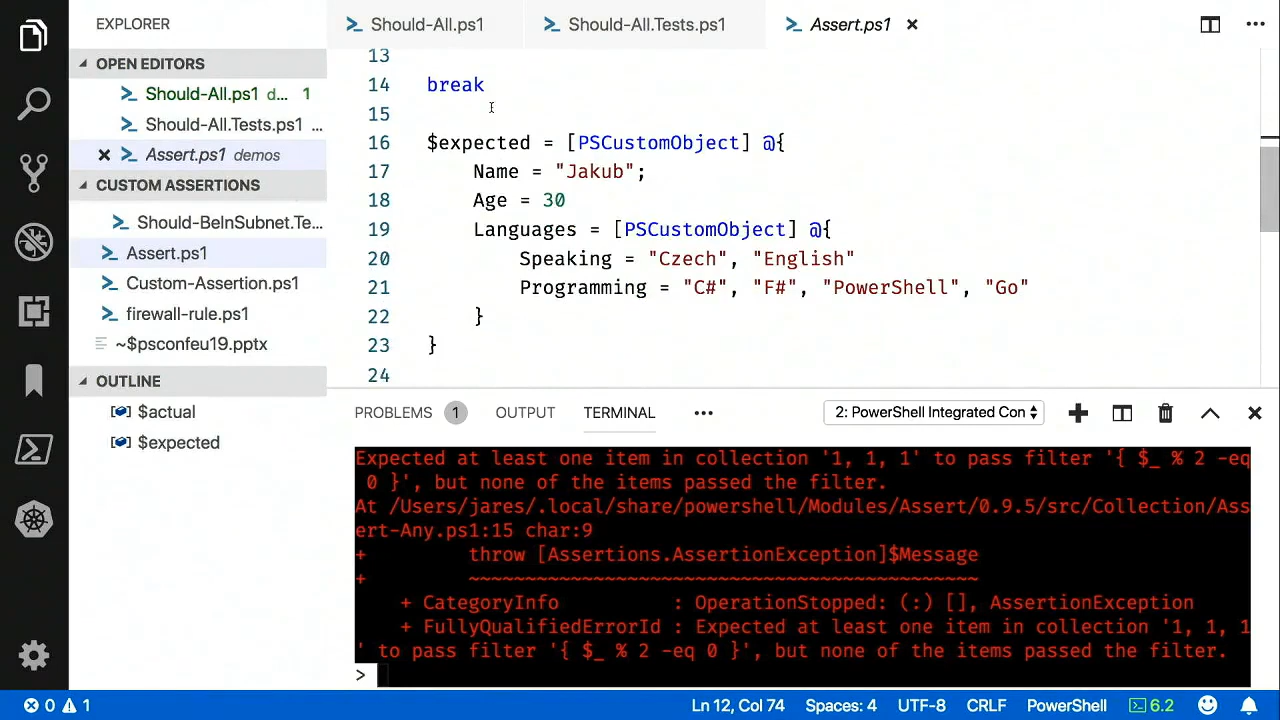 EXPLORER
OPEN EDITORS
Should-All.ps1 d... 1
Should-All.Tests.ps1 ...
Assert.ps1 demos
CUSTOM ASSERTIONS
Should-BeInSubnet.Te...
Assert.ps1
Custom-Assertion.ps1
firewall-rule.ps1
~$psconfeu19.pptx
OUTLINE
$actual
$expected
Should-All.ps1 Should-All.Tests.ps1 Assert.ps1
13
14 break
15
16 $expected = [PSCustomObject] @{
17 Name = "Jakub";
18 Age = 30
19 Languages = [PSCustomObject] @{
20 Speaking = "Czech", "English"
21 Programming = "C#", "F#", "PowerShell", "Go"
22 }
23 }
24
PROBLEMS 1 OUTPUT TERMINAL ••• 2: PowerShell Integrated Con
Expected at least one item in collection '1, 1, 1' to pass filter '{ $_ % 2 -eq
0 }', but none of the items passed the filter.
At /Users/jares/.local/share/powershell/Modules/Assert/0.9.5/src/Collection/Ass
ert-Any.ps1:15 char:9
+ throw [Assertions.AssertionException]$Message
+ ~~~~~~~~~~~~~~~~~~~~~~~~~~~~~~~~~~~~~~~~~~~~
+ CategoryInfo : OperationStopped: (:) [], AssertionException
+ FullyQualifiedErrorId : Expected at least one item in collection '1, 1, 1
' to pass filter '{ $_ % 2 -eq 0 }', but none of the items passed the filter.
>
0 1 Ln 12, Col 74 Spaces: 4 UTF-8 CRLF PowerShell 6.2